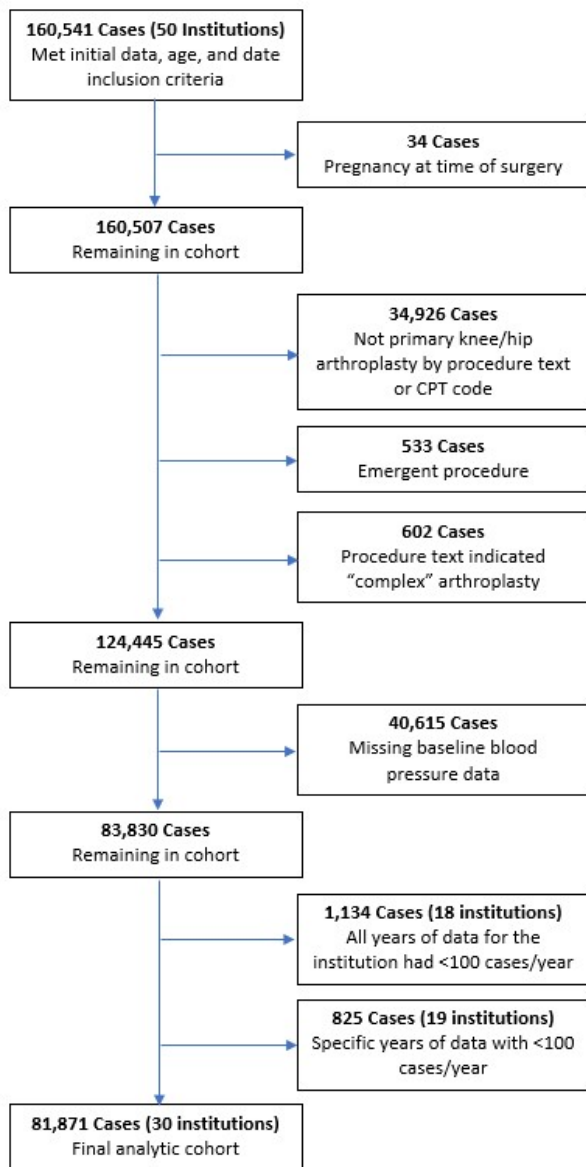 160,541 Cases (50 Institutions)
Met initial data, age, and date
inclusion criteria
34 Cases
Pregnancy at time of surgery
160,507 Cases
Remaining in cohort
34,926 Cases
Not primary knee/hip
arthroplasty by procedure text
or CPT code
533 Cases
Emergent procedure
602 Cases
Procedure text indicated
“complex” arthroplasty
124,445 Cases
Remaining in cohort
40,615 Cases
Missing baseline blood
pressure data
83,830 Cases
Remaining in cohort
1,134 Cases (18 institutions)
All years of data for the
institution had <100 cases/year
825 Cases (19 institutions)
Specific years of data with <100
cases/year
81,871 Cases (30 institutions)
Final analytic cohort